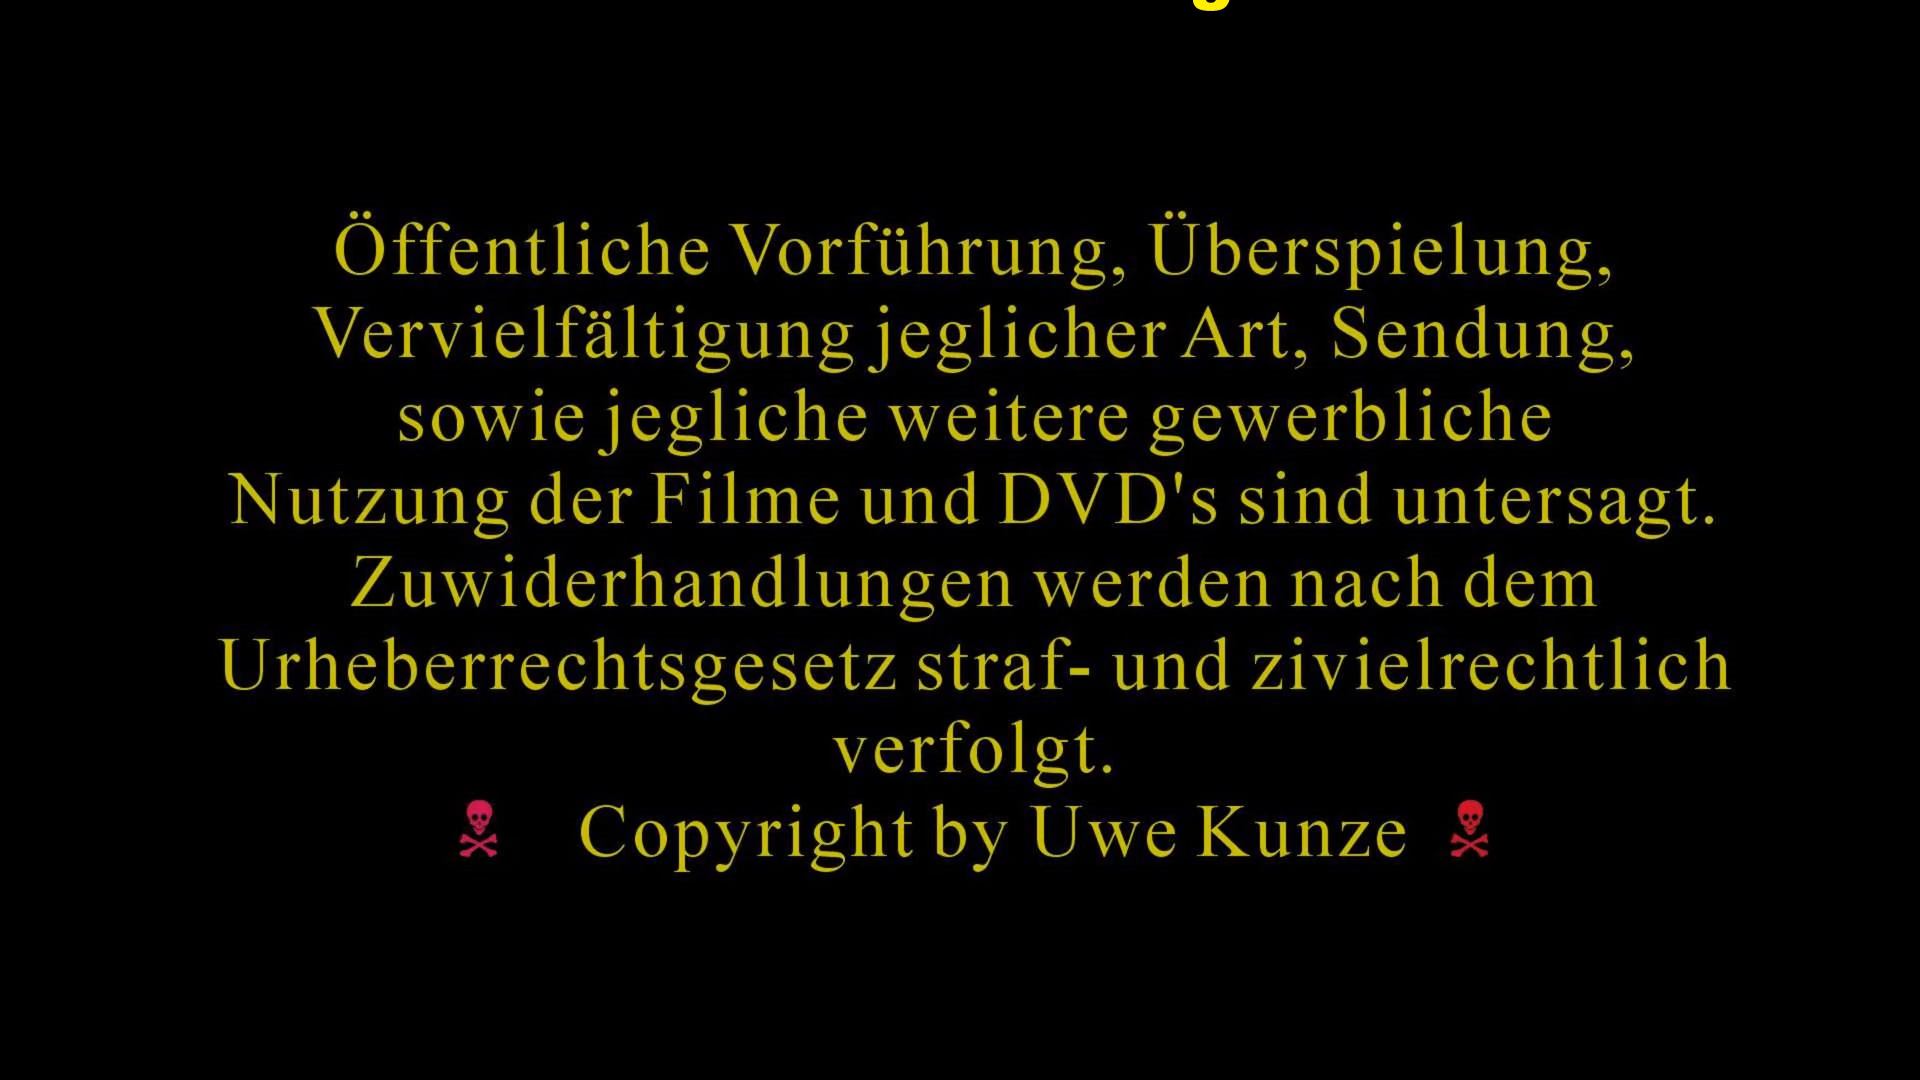 Öffentliche Vorführung, Überspielung,
Vervielfältigung jeglicher Art, Sendung,
sowie jegliche weitere gewerbliche
Nutzung der Filme und DVD's sind untersagt.
Zuwiderhandlungen werden nach dem
Urheberrechtsgesetz straf- und zivielrechtlich
verfolgt.
☠ Copyright by Uwe Kunze ☠